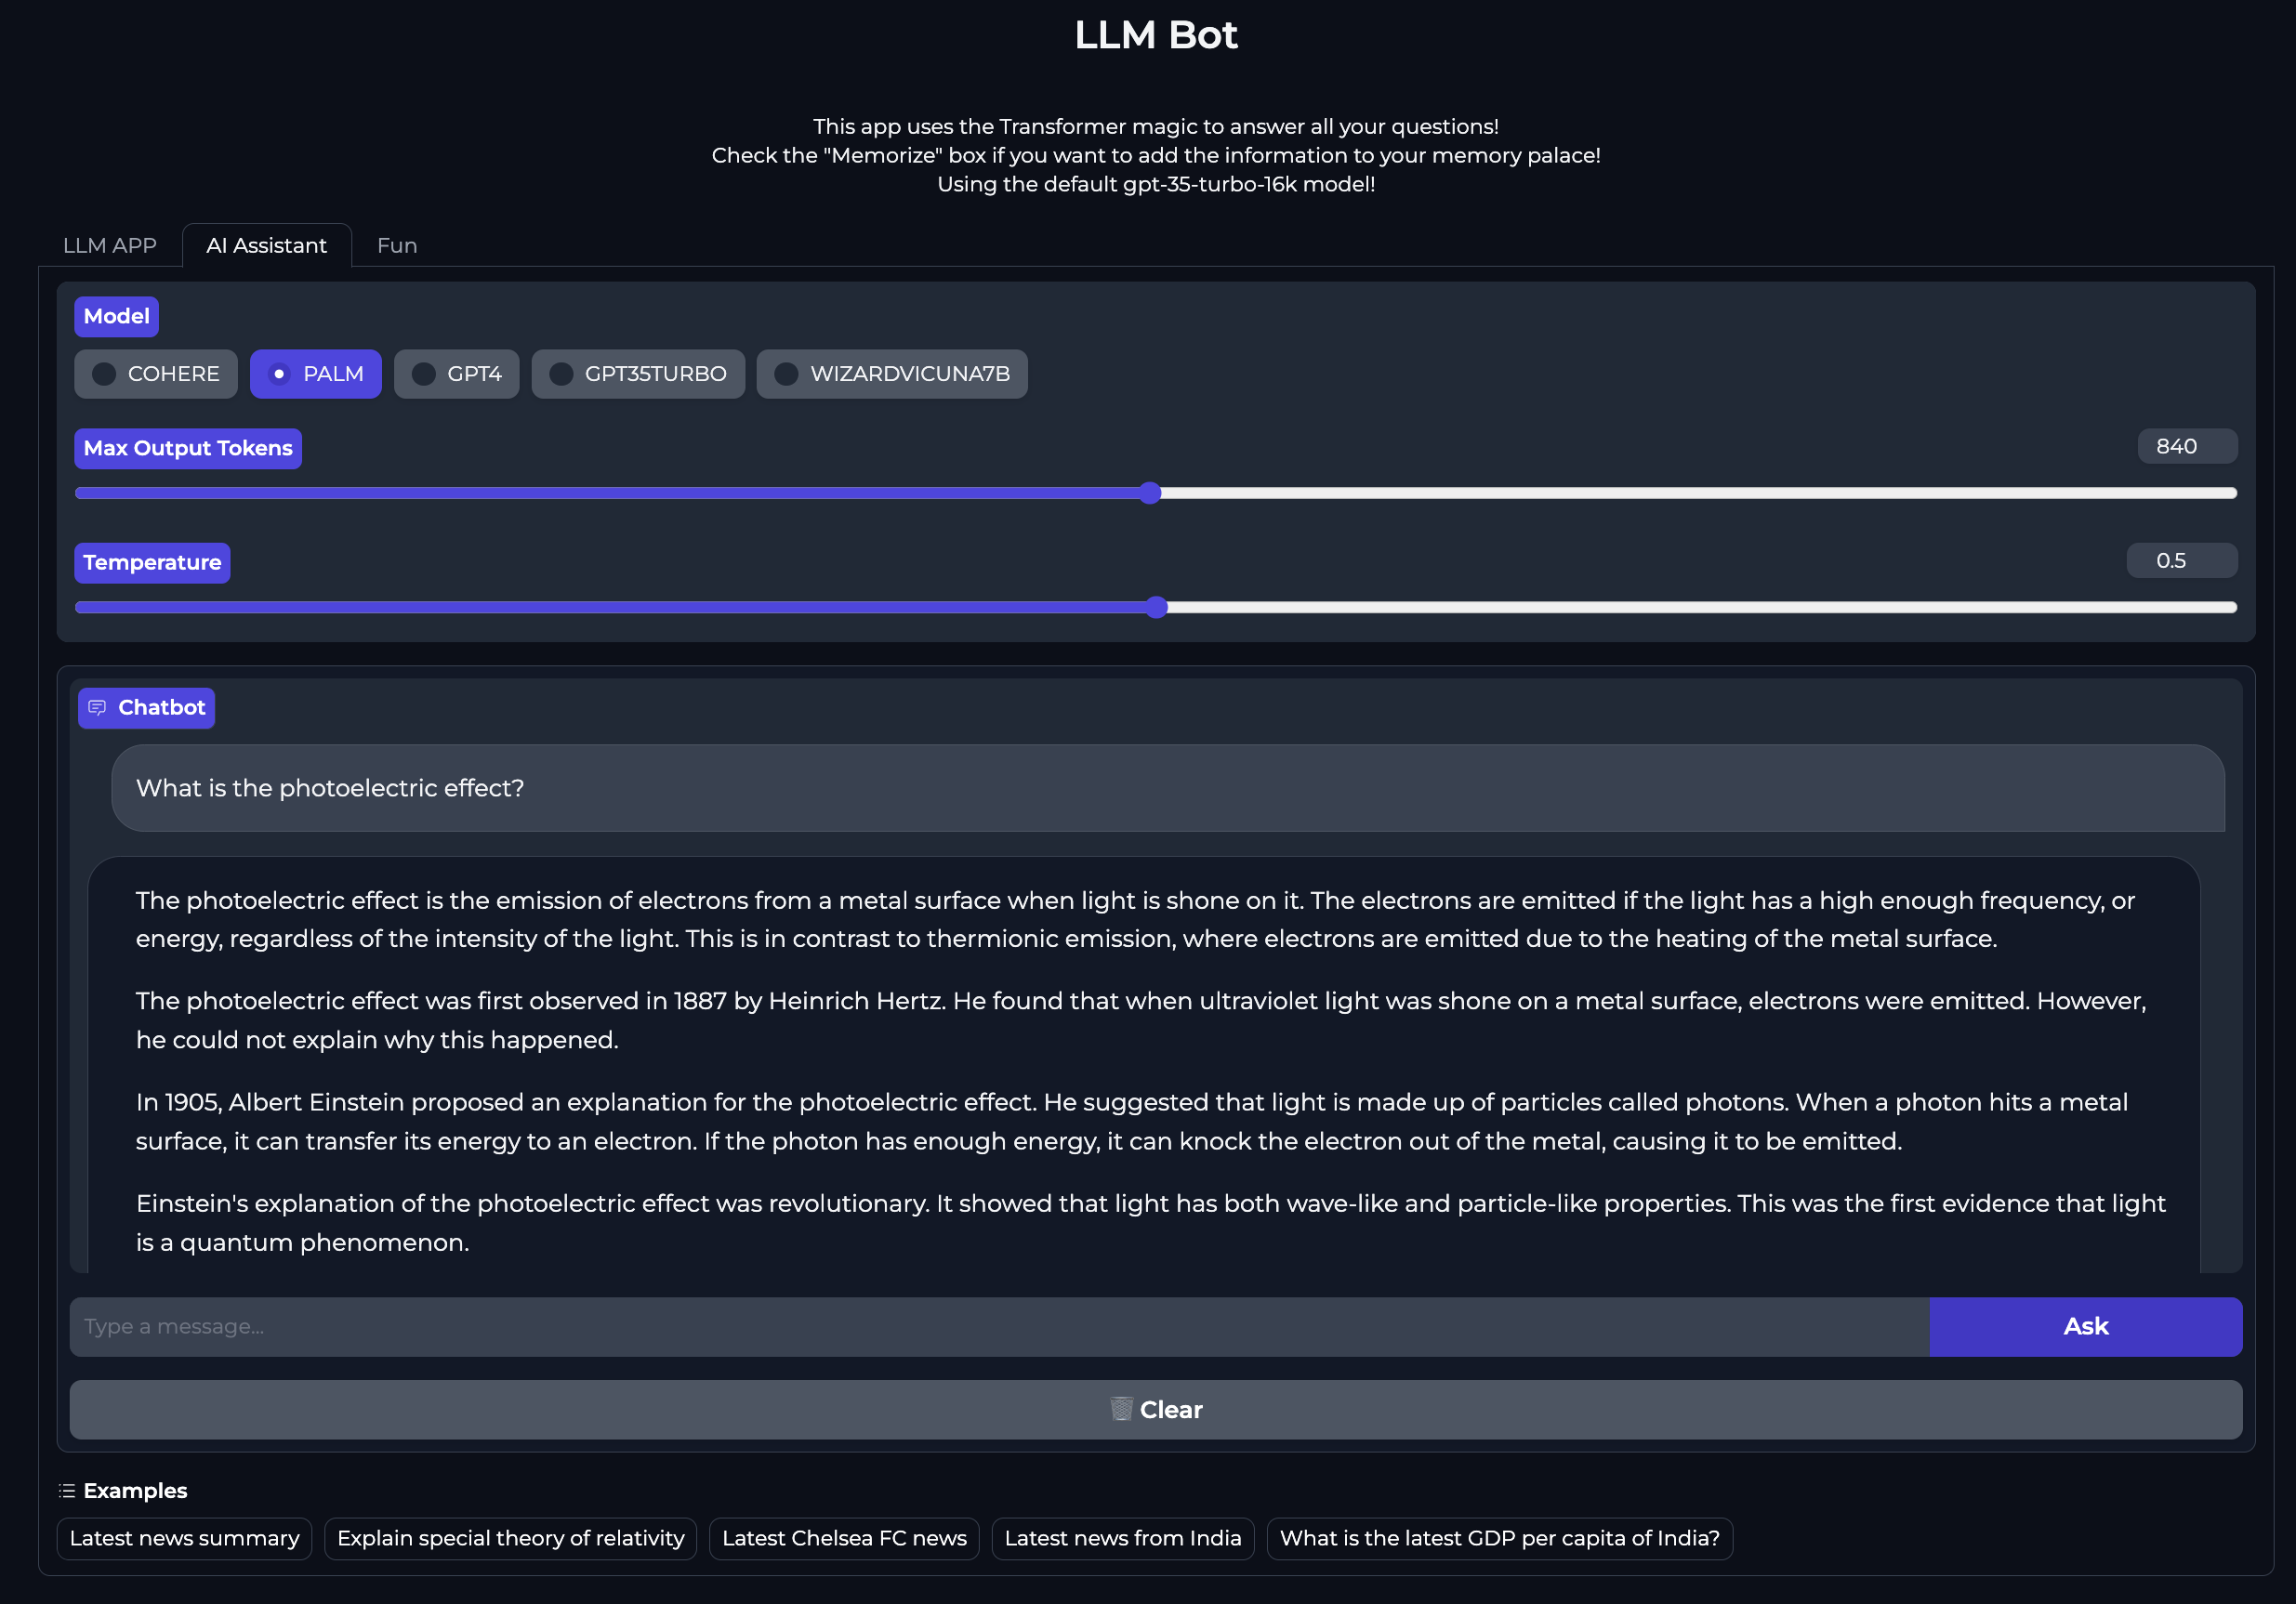 LLM Bot
This app uses the Transformer magic to answer all your questions!
Check the "Memorize" box if you want to add the information to your memory palace!
Using the default gpt-35-turbo-16k model!
LLM APP
AI Assistant
Fun
Model
COHERE
PALM
GPT4
GPT35TURBO
WIZARDVICUNA7B
Max Output Tokens
840
Temperature
0.5
Chatbot
What is the photoelectric effect?
The photoelectric effect is the emission of electrons from a metal surface when light is shone on it. The electrons are emitted if the light has a high enough frequency, or
energy, regardless of the intensity of the light. This is in contrast to thermionic emission, where electrons are emitted due to the heating of the metal surface.
The photoelectric effect was first observed in 1887 by Heinrich Hertz. He found that when ultraviolet light was shone on a metal surface, electrons were emitted. However,
he could not explain why this happened.
In 1905, Albert Einstein proposed an explanation for the photoelectric effect. He suggested that light is made up of particles called photons. When a photon hits a metal
surface, it can transfer its energy to an electron. If the photon has enough energy, it can knock the electron out of the metal, causing it to be emitted.
Einstein's explanation of the photoelectric effect was revolutionary. It showed that light has both wave-like and particle-like properties. This was the first evidence that light
is a quantum phenomenon.
Type a message...
Ask
Clear
Examples
Latest news summary
Explain special theory of relativity
Latest Chelsea FC news
Latest news from India
What is the latest GDP per capita of India?